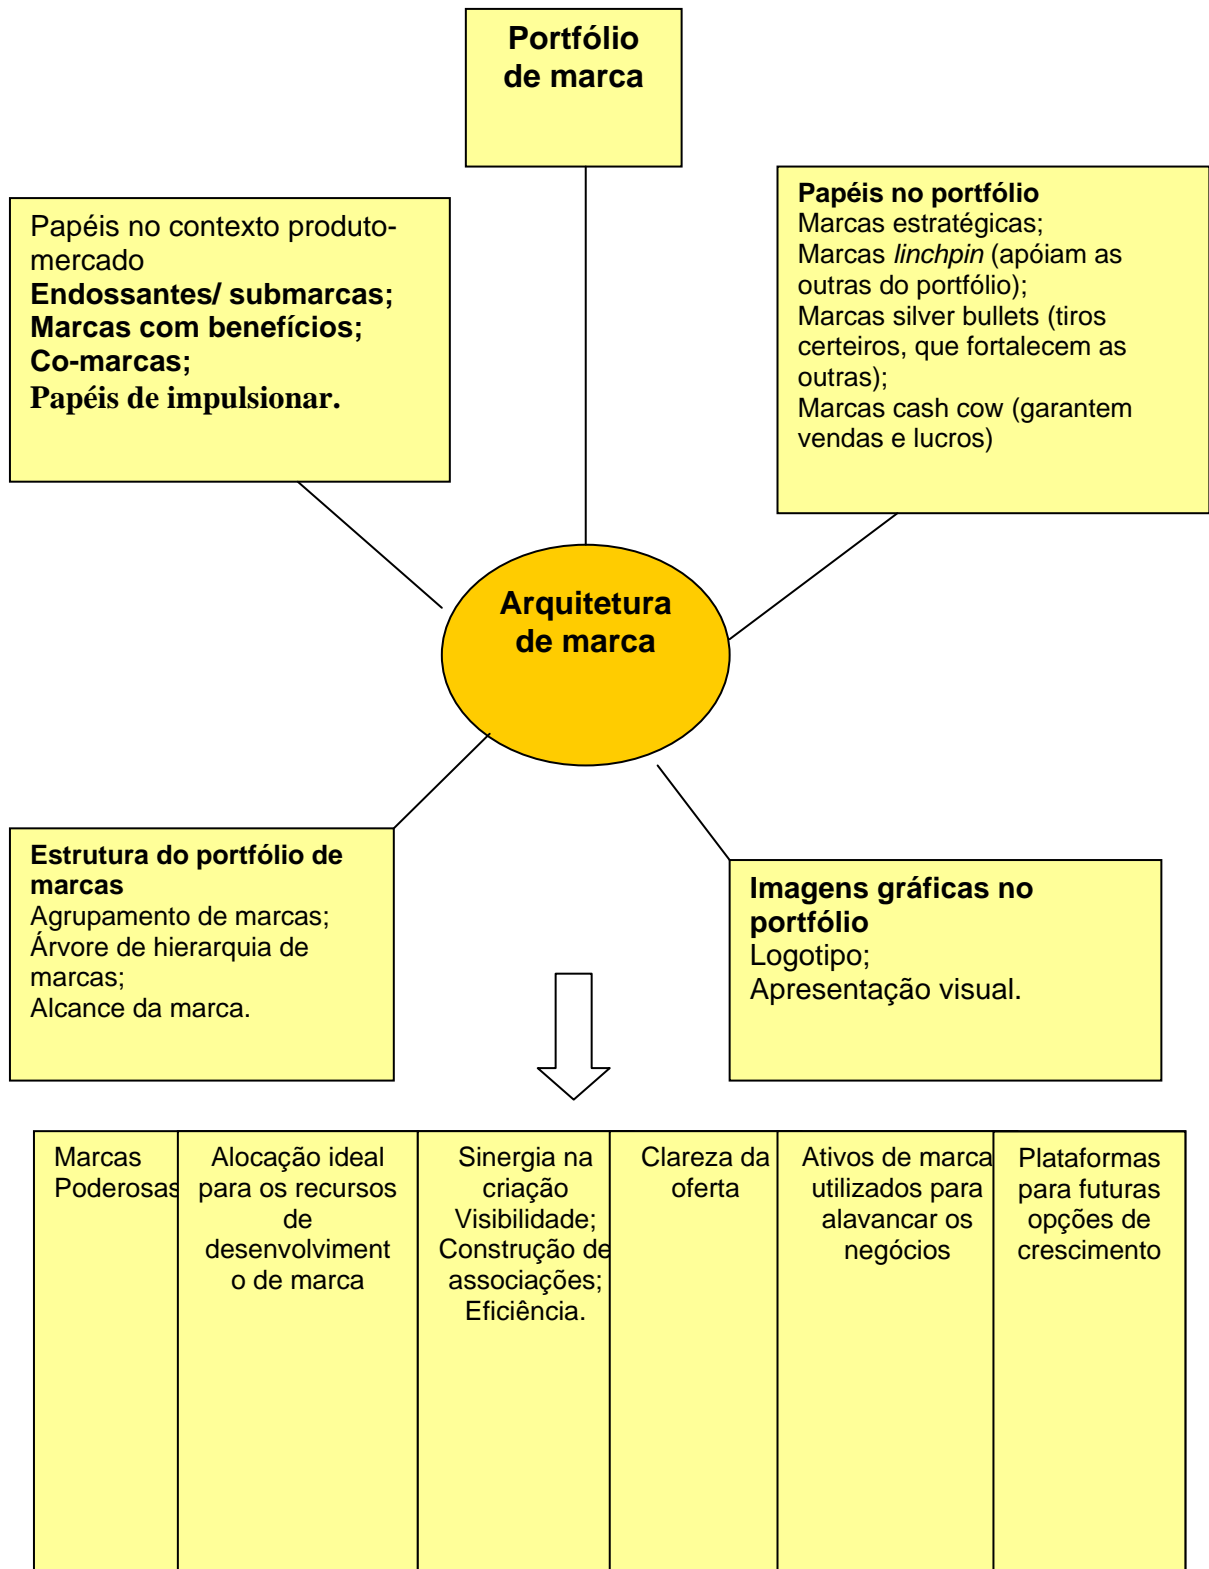 Portfólio
de marca
Papéis no contexto produto-
mercado
Endossantes/ submarcas;
Marcas com benefícios;
Co-marcas;
Papéis de impulsionar.
Papéis no portfólio
Marcas estratégicas;
Marcas linchpin (apóiam as
outras do portfólio);
Marcas silver bullets (tiros
certeiros, que fortalecem as
outras);
Marcas cash cow (garantem
vendas e lucros)
Arquitetura
de marca
Estrutura do portfólio de
marcas
Agrupamento de marcas;
Árvore de hierarquia de
marcas;
Alcance da marca.
Imagens gráficas no
portfólio
Logotipo;
Apresentação visual.
Marcas
Poderosas
Alocação ideal
para os recursos
de
desenvolviment
o de marca
Sinergia na
criação
Visibilidade;
Construção de
associações;
Eficiência.
Clareza da
oferta
Ativos de marca
utilizados para
alavancar os
negócios
Plataformas
para futuras
opções de
crescimento